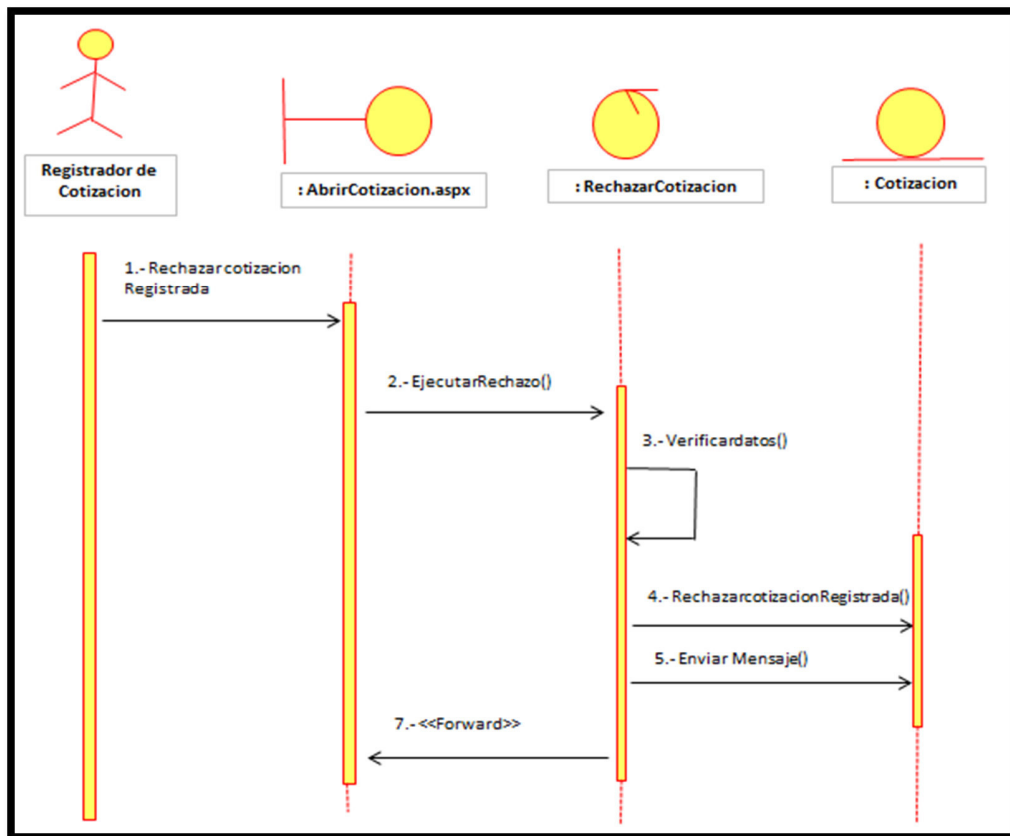 Registrador de
Cotizacion
: AbrirCotizacion.aspx
: RechazarCotizacion
: Cotizacion
1.- Rechazar cotizacion
Registrada
2.- EjecutarRechazo()
3.- Verificardatos()
4.- RechazarcotizacionRegistrada()
5.- Enviar Mensaje()
7.- <<Forward>>